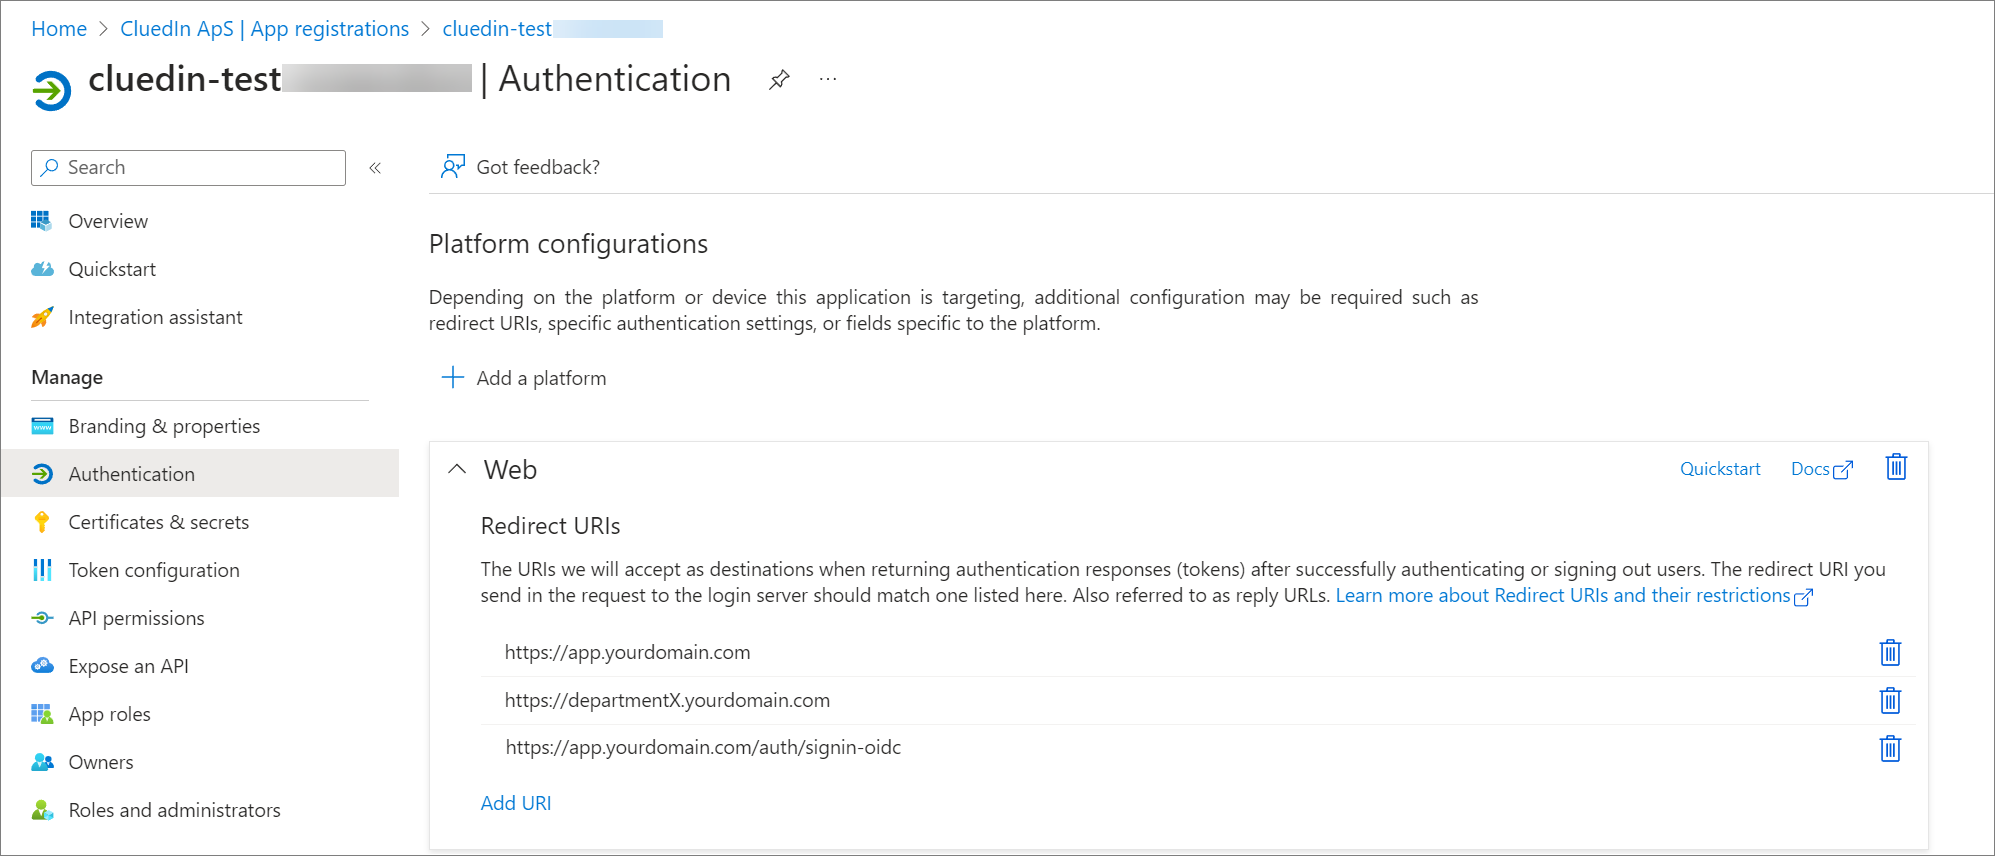 Home > CluedIn ApS | App registrations > cluedin-test
cluedin-test | Authentication ...
Search «
Got feedback?
Overview
Quickstart
Integration assistant
Manage
Branding & properties
Authentication
Certificates & secrets
Token configuration
API permissions
Expose an API
App roles
Owners
Roles and administrators
Platform configurations
Depending on the platform or device this application is targeting, additional configuration may be required such as
redirect URIs, specific authentication settings, or fields specific to the platform.
Add a platform
Web
Quickstart Docs
Redirect URIs
The URIs we will accept as destinations when returning authentication responses (tokens) after successfully authenticating or signing out users. The redirect URI you
send in the request to the login server should match one listed here. Also referred to as reply URLs. Learn more about Redirect URIs and their restrictions
https://app.yourdomain.com
https://departmentX.yourdomain.com
https://app.yourdomain.com/auth/signin-oidc
Add URI